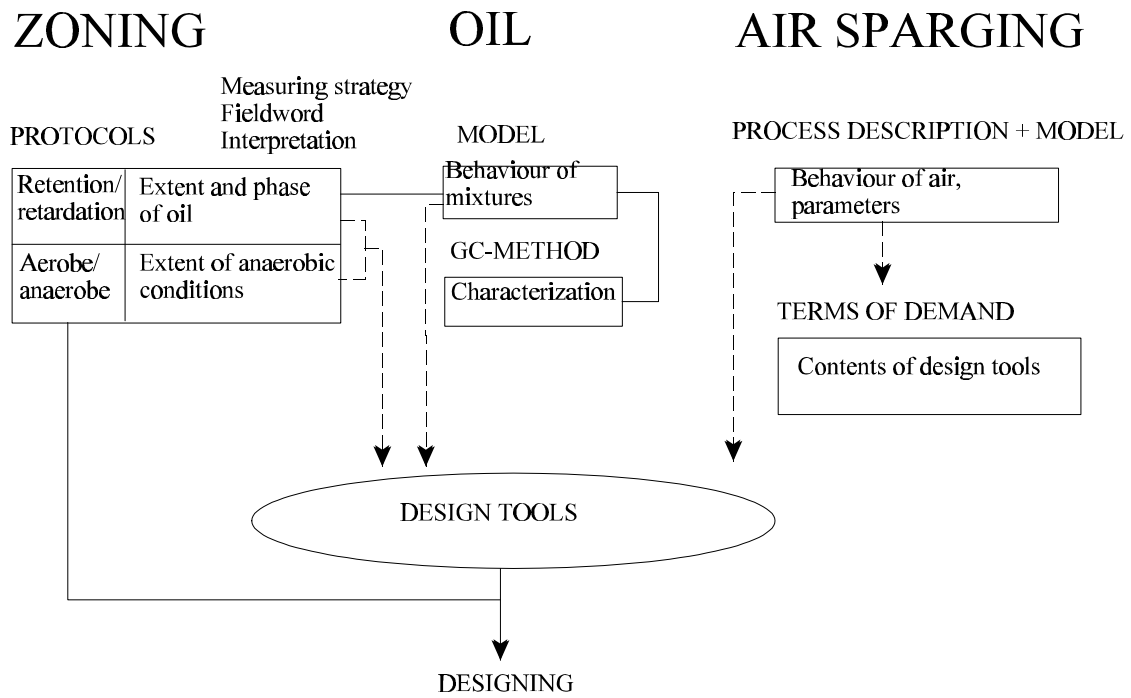 ZONING
OIL
AIR SPARGING
Measuring strategy
Fieldword
Interpretation
PROTOCOLS
Retention/
retardation
Extent and phase
of oil
Aerobe/
anaerobe
Extent of anaerobic
conditions
MODEL
Behaviour of
mixtures
GC-METHOD
Characterization
PROCESS DESCRIPTION + MODEL
Behaviour of air,
parameters
TERMS OF DEMAND
Contents of design tools
DESIGN TOOLS
DESIGNING